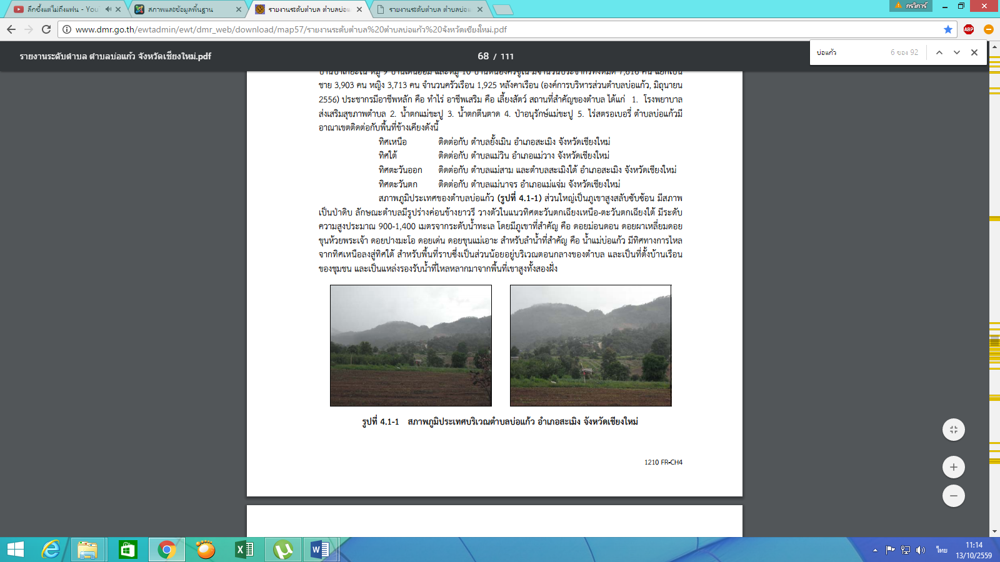 ลึกซึ้งแต่ไม่ถึงแฟน - You
สภาพและข้อมูลพื้นฐาน
รายงานระดับตำบล ตำบลบ่อแ
รายงานระดับตำบล ตำบลบ่อแ
กรวิการ์
www.dmr.go.th/ewtadmin/ewt/dmr_web/download/map57/รายงานระดับตำบล%20ตำบลบ่อแก้ว%20จังหวัดเชียงใหม่.pdf
ABP
รายงานระดับตำบล ตำบลบ่อแก้ว จังหวัดเชียงใหม่.pdf
68 / 111
บ่อแก้ว
6 ของ 92
ชาย 3,903 คน หญิง 3,713 คน จำนวนครัวเรือน 1,925 หลังคาเรือน (องค์การบริหารส่วนตำบลบ่อแก้ว, มิถุนายน
2556) ประชากรมีอาชีพหลัก คือ ทำไร่ อาชีพเสริม คือ เลี้ยงสัตว์ สถานที่สำคัญของตำบล ได้แก่ 1. โรงพยาบาล
ส่งเสริมสุขภาพตำบล 2. น้ำตกแม่ขะปู 3. น้ำตกตีนตาด 4. ป่าอนุรักษ์แม่ขะปู 5. ไร่สตรอเบอรี่ ตำบลบ่อแก้วมี
อาณาเขตติดต่อกับพื้นที่ข้างเคียงดังนี้
ทิศเหนือ ติดต่อกับ ตำบลยั้งเมิน อำเภอสะเมิง จังหวัดเชียงใหม่
ทิศใต้ ติดต่อกับ ตำบลแม่วิน อำเภอแม่วาง จังหวัดเชียงใหม่
ทิศตะวันออก ติดต่อกับ ตำบลแม่สาม และตำบลสะเมิงใต้ อำเภอสะเมิง จังหวัดเชียงใหม่
ทิศตะวันตก ติดต่อกับ ตำบลแม่นาจร อำเภอแม่แจ่ม จังหวัดเชียงใหม่
สภาพภูมิประเทศของตำบลบ่อแก้ว (รูปที่ 4.1-1) ส่วนใหญ่เป็นภูเขาสูงสลับซับซ้อน มีสภาพ
เป็นป่าดิบ ลักษณะตำบลมีรูปร่างค่อนข้างยาวรี วางตัวในแนวทิศตะวันตกเฉียงเหนือ-ตะวันตกเฉียงใต้ มีระดับ
ความสูงประมาณ 900-1,400 เมตรจากระดับน้ำทะเล โดยมีภูเขาที่สำคัญ คือ ดอยม่อนดอน ดอยผาเหลี่ยมดอย
ขุนห้วยพระเจ้า ดอยปางมะโอ ดอยเด่น ดอยขุนแม่เอาะ สำหรับลำน้ำที่สำคัญ คือ น้ำแม่บ่อแก้ว มีทิศทางการไหล
จากทิศเหนือลงสู่ทิศใต้ สำหรับพื้นที่ราบซึ่งเป็นส่วนน้อยอยู่บริเวณตอนกลางของตำบล และเป็นที่ตั้งบ้านเรือน
ของชุมชน และเป็นแหล่งรองรับน้ำที่ไหลหลากมาจากพื้นที่เขาสูงทั้งสองฝั่ง
รูปที่ 4.1-1 สภาพภูมิประเทศบริเวณตำบลบ่อแก้ว อำเภอสะเมิง จังหวัดเชียงใหม่
1210 FR-CH4
ไทย
11:14
13/10/2559